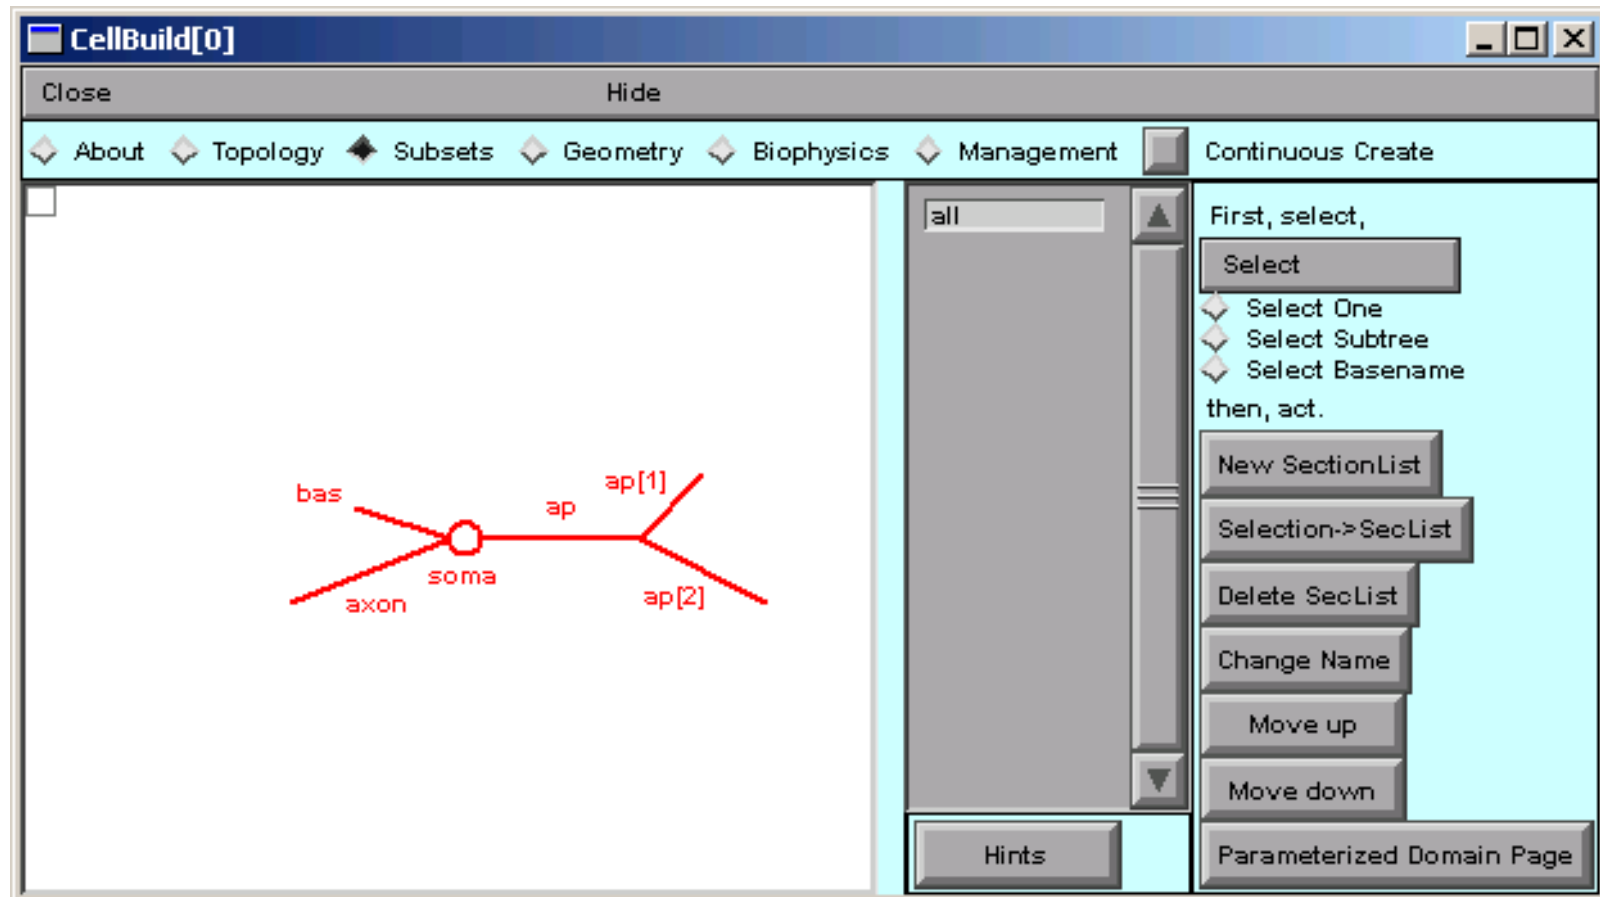 CellBuild[0]
Close Hide
About Topology Subsets Geometry Biophysics Management Continuous Create
all
First, select,
Select
Select One
Select Subtree
Select Basename
then, act.
New SectionList
Selection->SecList
Delete SecList
Change Name
Move up
Move down
Parameterized Domain Page
Hints
bas
ap
ap[1]
soma
axon
ap[2]